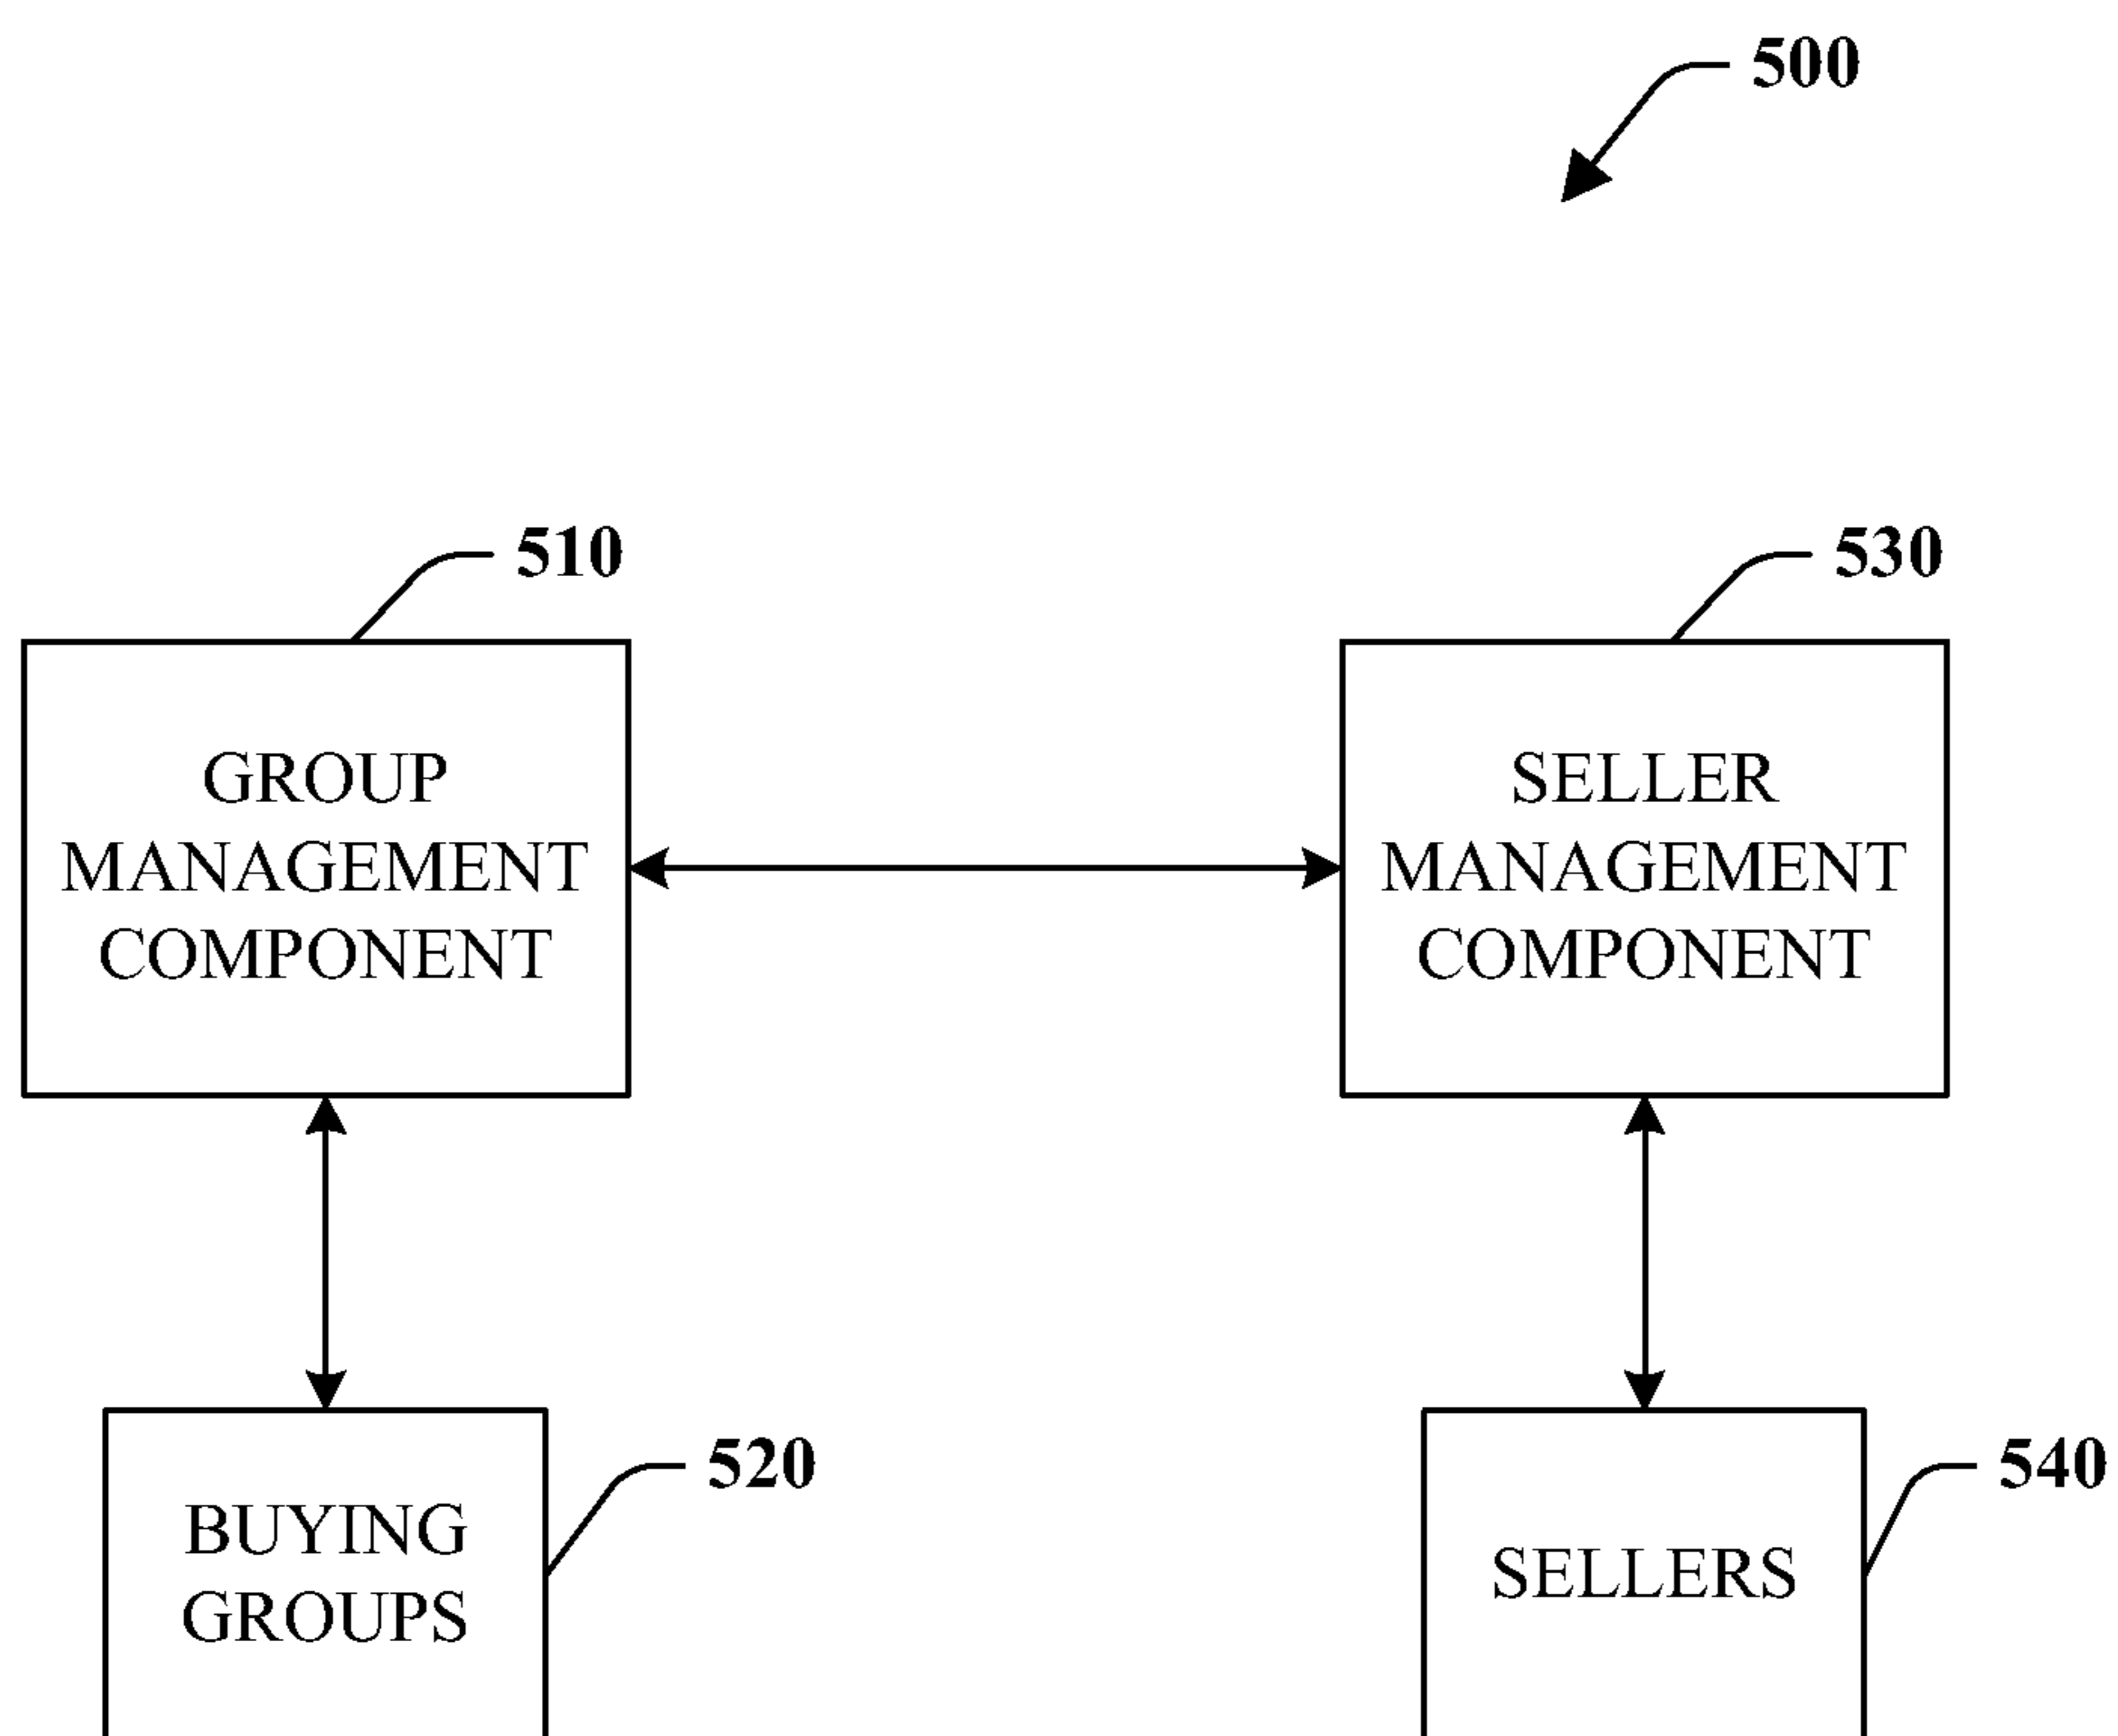 500
510
530
GROUP
MANAGEMENT
COMPONENT
SELLER
MANAGEMENT
COMPONENT
520
540
BUYING
GROUPS
SELLERS